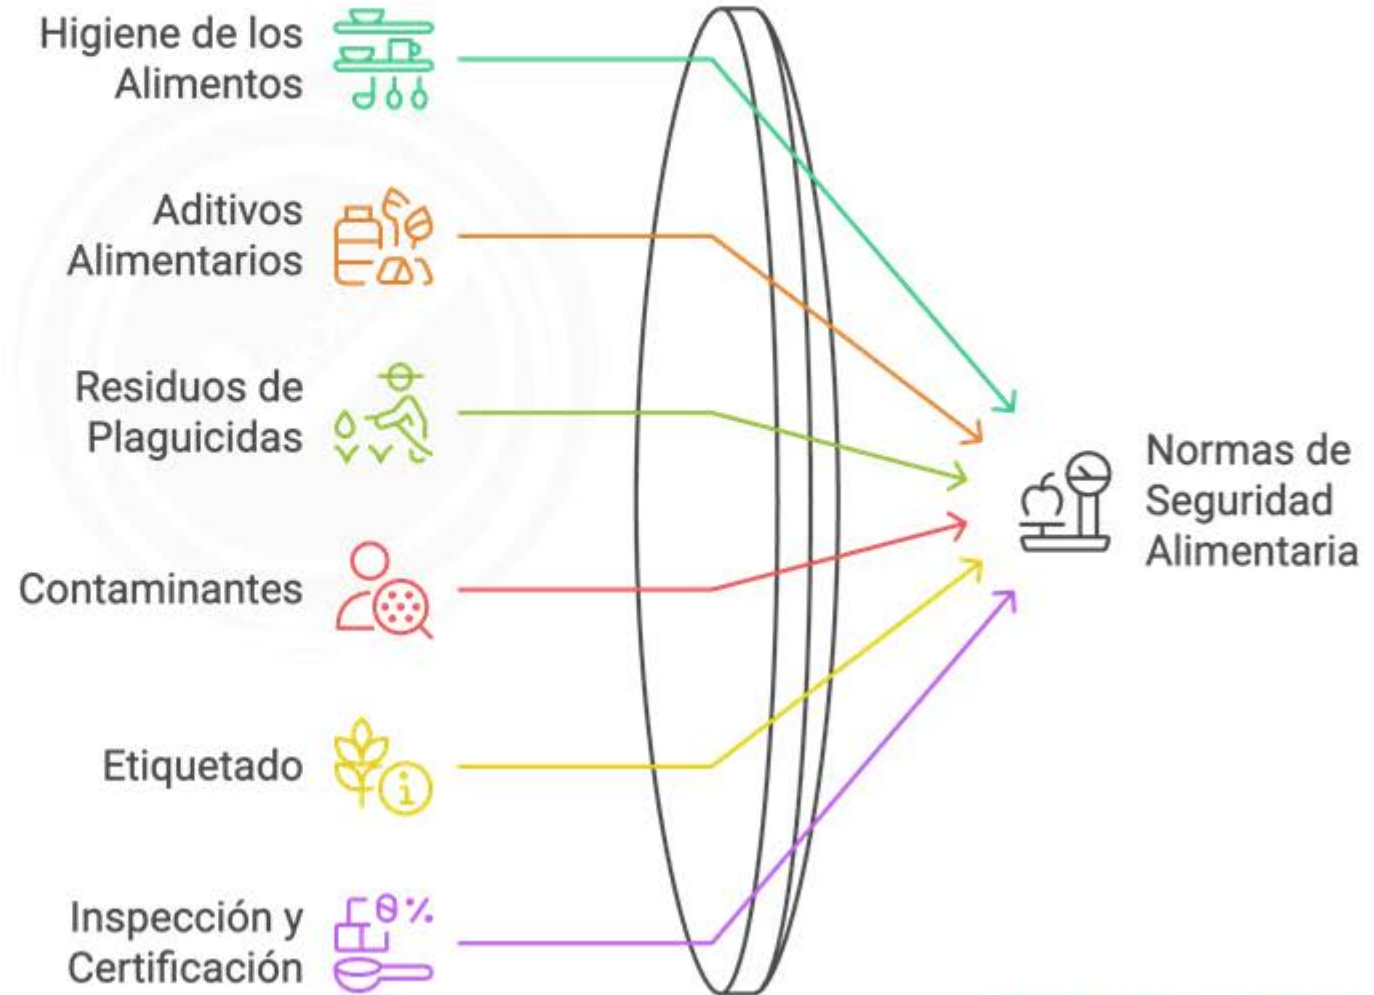 Higiene de los
Alimentos
Aditivos
Alimentarios
Residuos de
Plaguicidas
Contaminantes
Etiquetado
Inspección y
Certificación
Normas de
Seguridad
Alimentaria